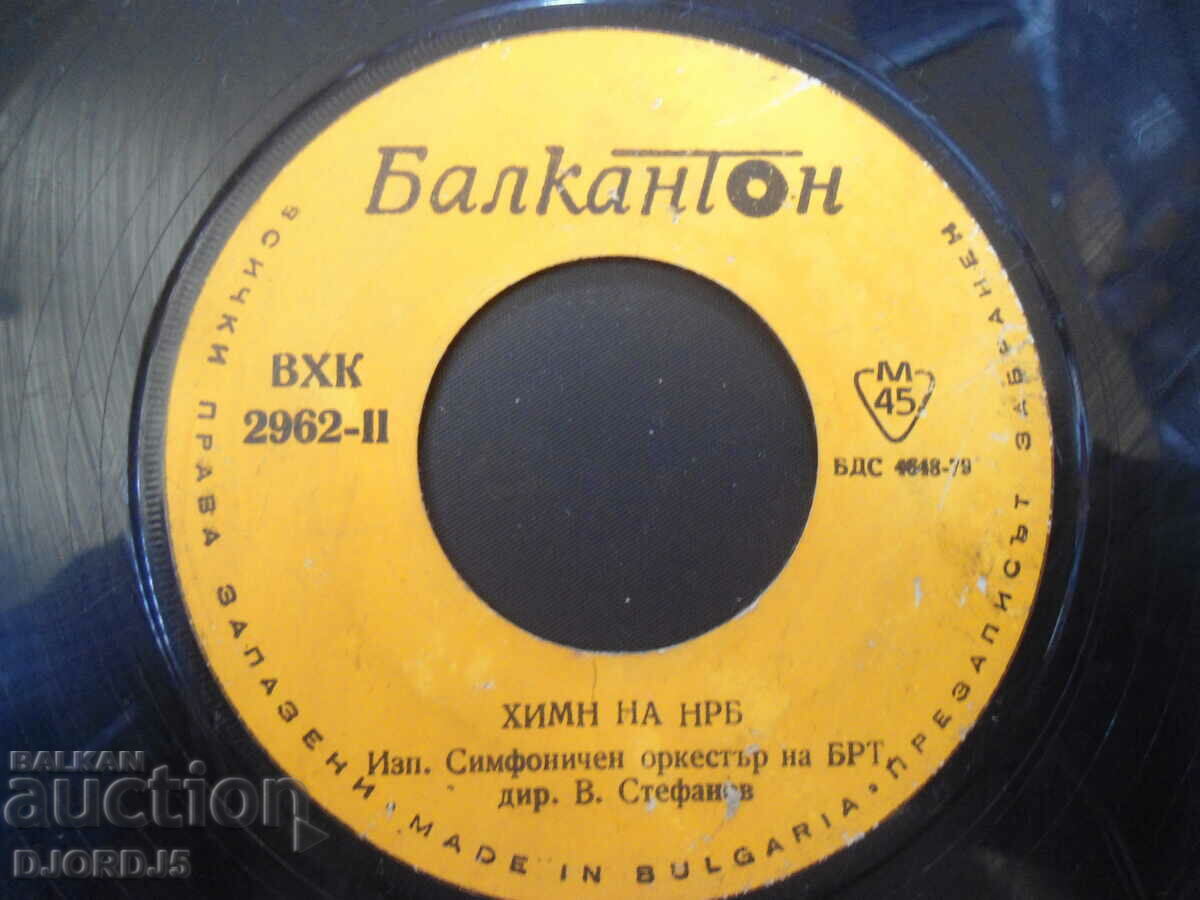 Балкантон
ВХК
2962-II
М
45
БДС 4648-79
ХИМН НА НРБ
Изп. Симфоничен оркестър на БРТ,
дир. В. Стефанов
ВСИЧКИ ПРАВА ЗАПАЗЕНИ · MADE IN BULGARIA · ПРЕЗАПИСЪТ ЗАБРАНЕН
BALKAN
auction
DJORDJ5